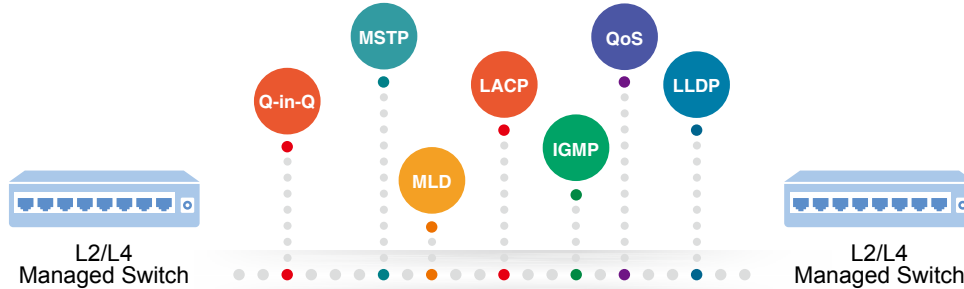 MSTP
QoS
Q-in-Q
LACP
LLDP
IGMP
MLD
L2/L4
Managed Switch
L2/L4
Managed Switch